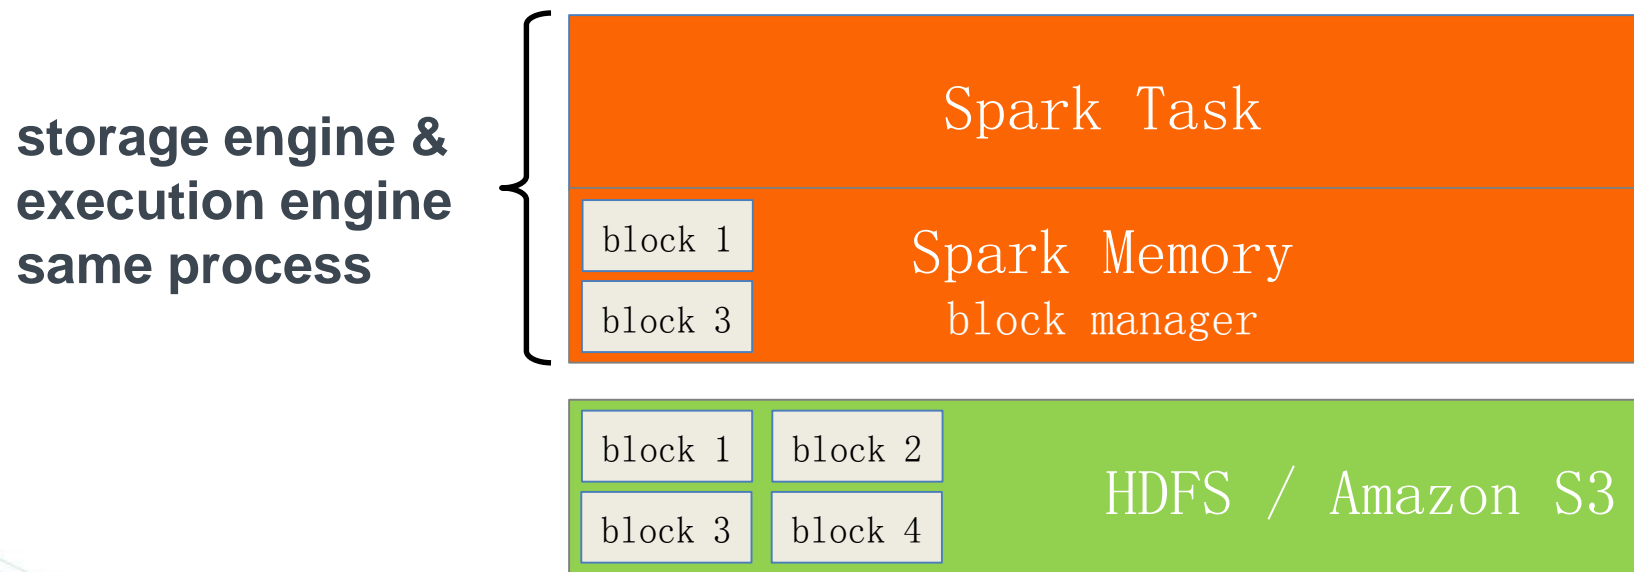 storage engine &
execution engine
same process
Spark Task
block 1
block 3
Spark Memory
block manager
block 1
block 2
block 3
block 4
HDFS / Amazon S3